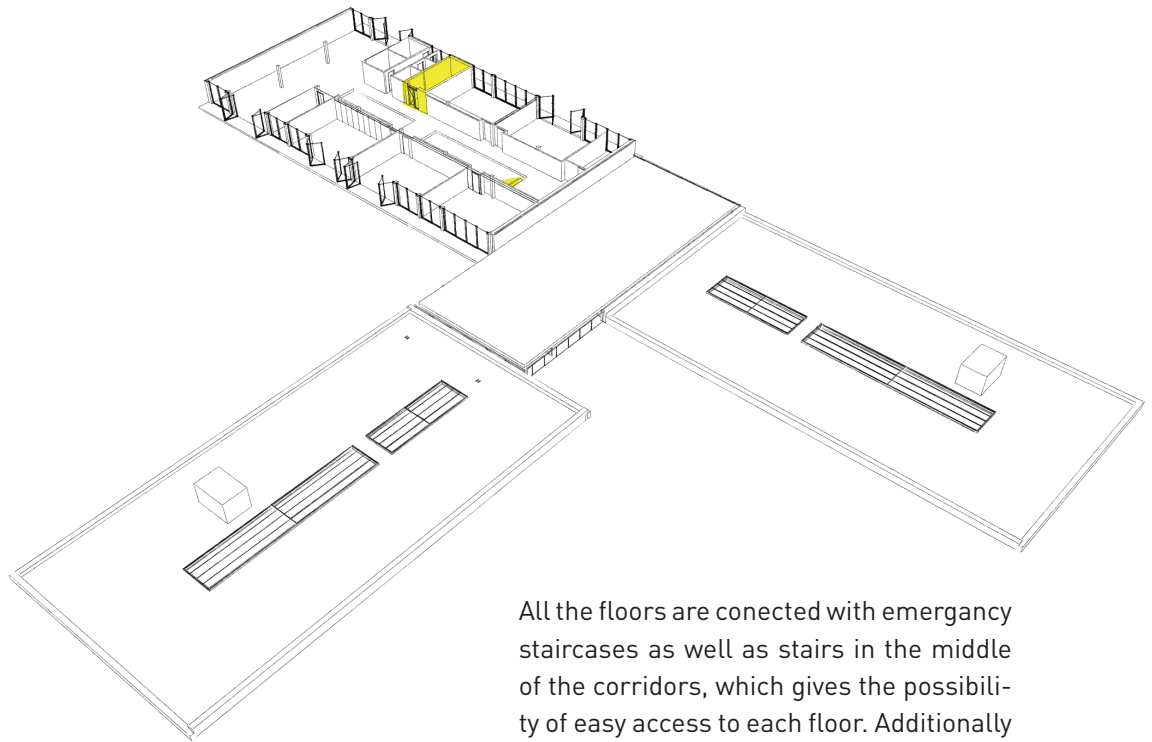 All the floors are conected with emergancy
staircases as well as stairs in the middle
of the corridors, which gives the possibili-
ty of easy access to each floor. Additionally